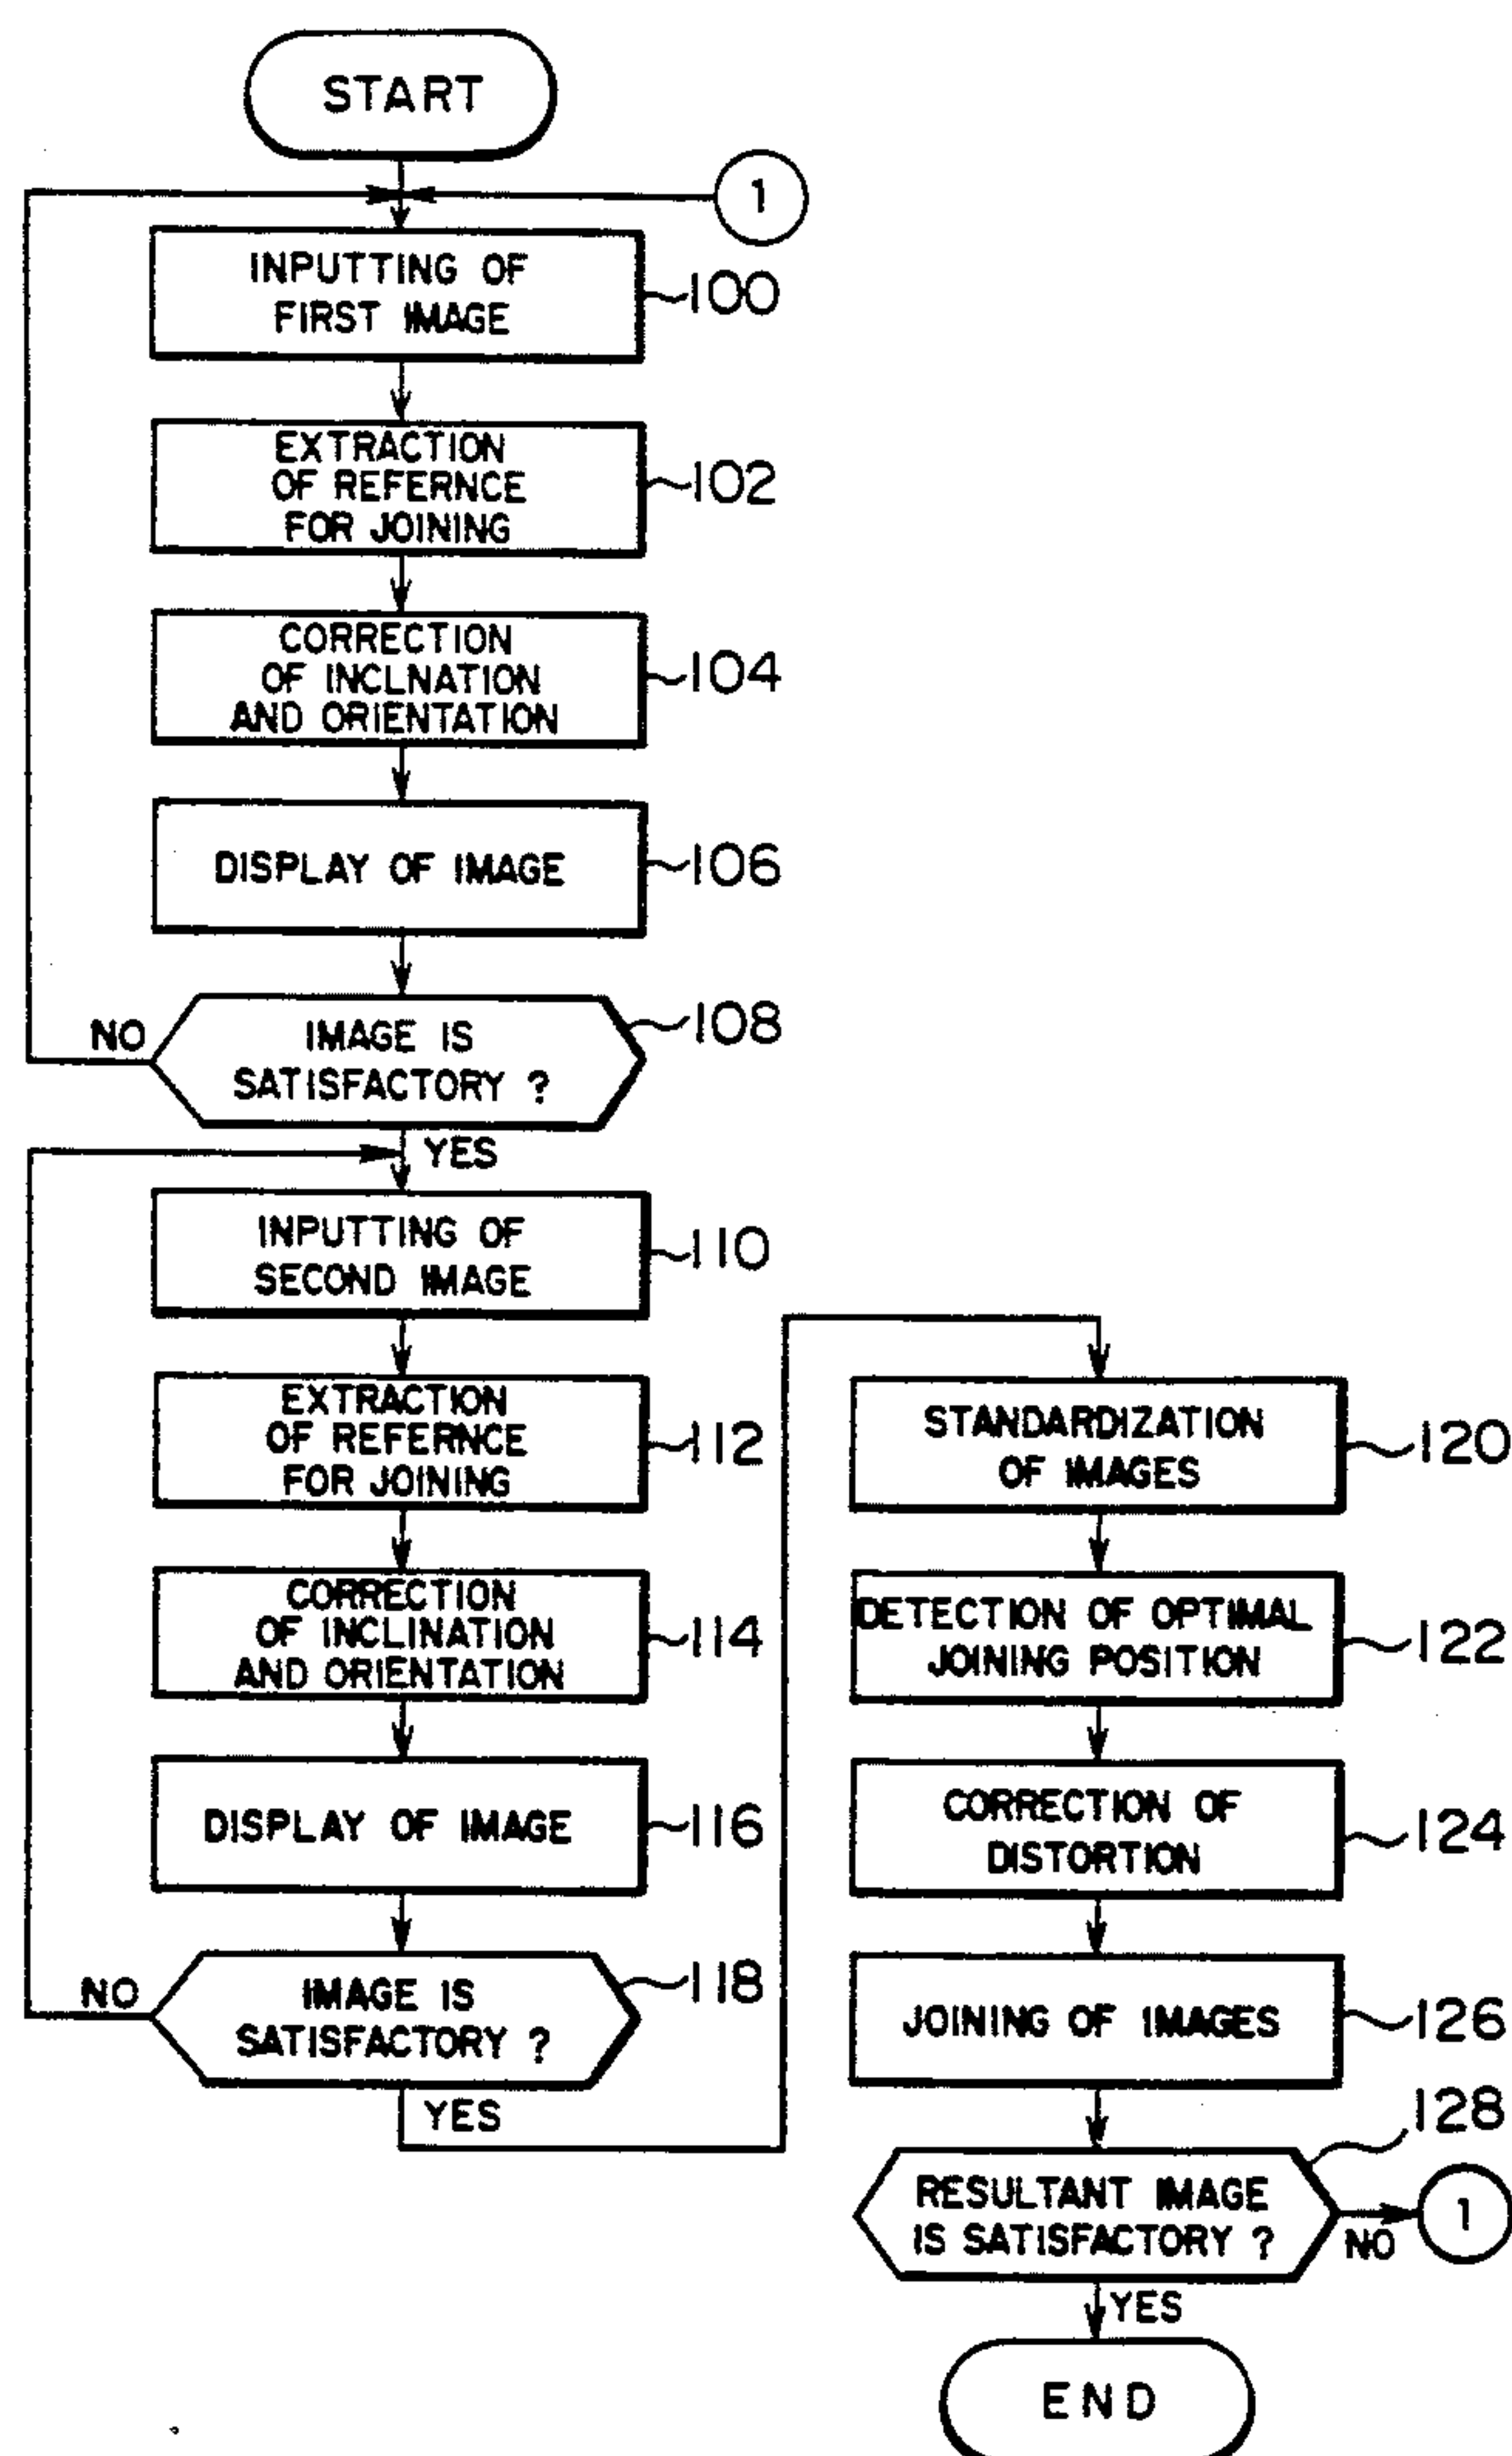 START
1
INPUTTING OF
FIRST IMAGE
100
EXTRACTION
OF REFERNCE
FOR JOINING
102
CORRECTION
OF INCLNATION
AND ORIENTATION
104
DISPLAY OF IMAGE
106
IMAGE IS
SATISFACTORY ?
108
NO
YES
INPUTTING OF
SECOND IMAGE
110
EXTRACTION
OF REFERNCE
FOR JOINING
112
CORRECTION
OF INCLINATION
AND ORIENTATION
114
DISPLAY OF IMAGE
116
IMAGE IS
SATISFACTORY ?
118
NO
YES
STANDARDIZATION
OF IMAGES
120
DETECTION OF OPTIMAL
JOINING POSITION
122
CORRECTION OF
DISTORTION
124
JOINING OF IMAGES
126
RESULTANT IMAGE
IS SATISFACTORY ?
128
NO
1
YES
END